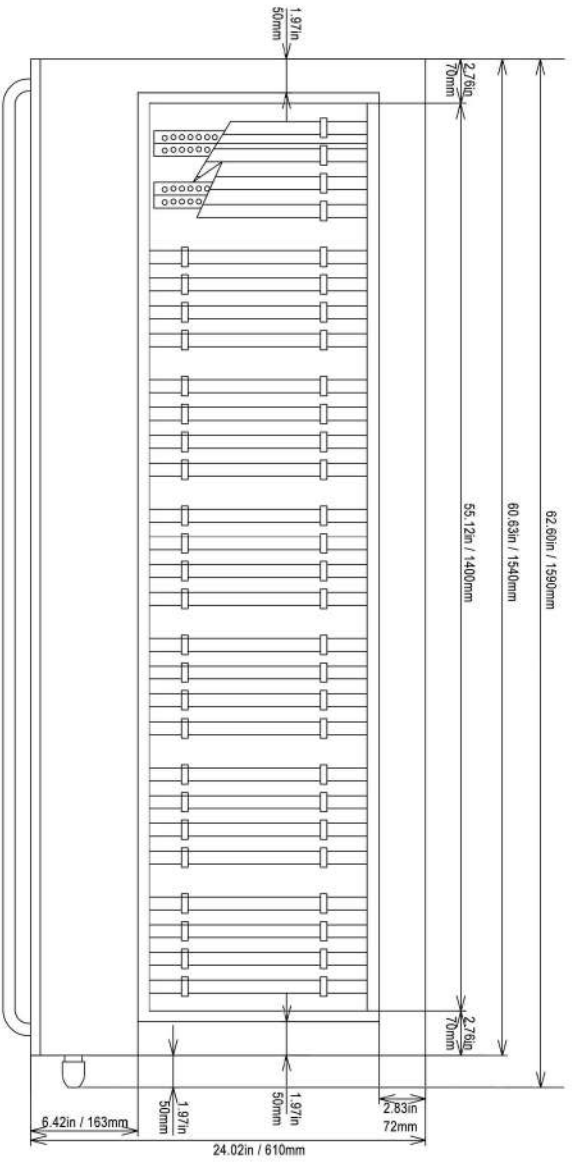 1.97in
50mm
2.76in
70mm
55.12in / 1400mm
60.63in / 1540mm
62.60in / 1590mm
2.76in
70mm
1.97in
50mm
1.97in
50mm
2.83in
72mm
6.42in / 163mm
24.02in / 610mm